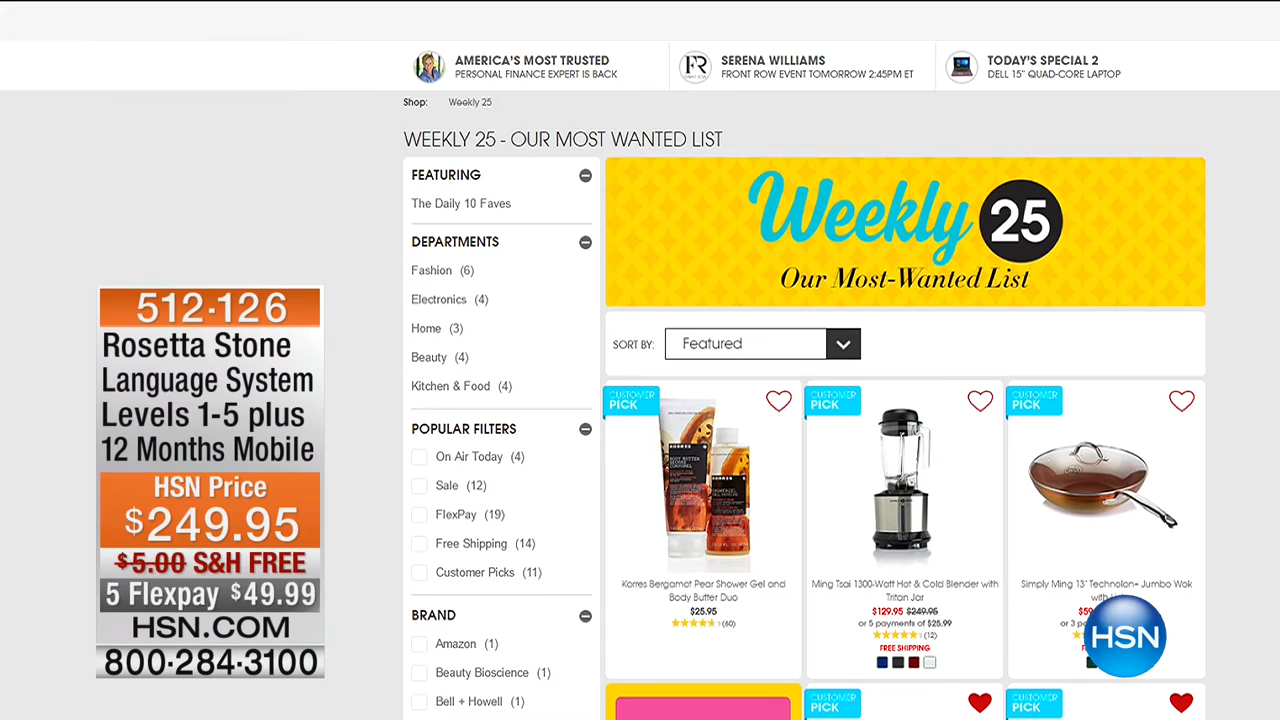 AMERICA'S MOST TRUSTED
PERSONAL FINANCE EXPERT IS BACK
FR
SERENA WILLIAMS
FRONT ROW EVENT TOMORROW 2:45PM ET
TODAY'S SPECIAL 2
DELL 15" QUAD-CORE LAPTOP
Shop: Weekly 25
WEEKLY 25 - OUR MOST WANTED LIST
FEATURING
The Daily 10 Faves
DEPARTMENTS
Fashion (6)
Electronics (4)
Home (3)
Beauty (4)
Kitchen & Food (4)
POPULAR FILTERS
On Air Today (4)
Sale (12)
FlexPay (19)
Free Shipping (14)
Customer Picks (11)
BRAND
Amazon (1)
Beauty Bioscience (1)
Bell + Howell (1)
Weekly 25
Our Most-Wanted List
SORT BY: Featured
CUSTOMER
PICK
KORRES
BODY BUTTER
Korres Bergamot Pear Shower Gel and
Body Butter Duo
$25.95
(60)
CUSTOMER
PICK
Ming Tsai 1300-Watt Hot & Cold Blender with
Tritan Jar
$129.95 $249.95
or 5 payments of $25.99
(12)
FREE SHIPPING
CUSTOMER
PICK
Simply Ming 13" Technolon+ Jumbo Wok
with
$59
or 3
HSN
CUSTOMER
PICK
CUSTOMER
PICK
512-126
Rosetta Stone
Language System
Levels 1-5 plus
12 Months Mobile
HSN Price
$249.95
$5.00 S&H FREE
5 Flexpay $49.99
HSN.COM
800-284-3100